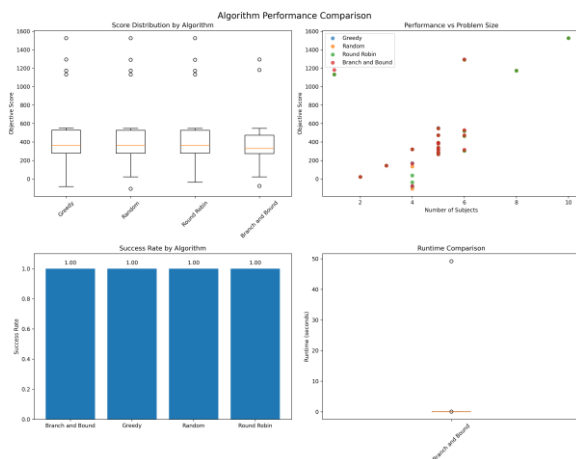 Algorithm Performance Comparison
Score Distribution by Algorithm
Objective Score
1600
1400
1200
1000
800
600
400
200
0
Greedy
Random
Round Robin
Branch and Bound
Performance vs Problem Size
Objective Score
1600
1400
1200
1000
800
600
400
200
0
Greedy
Random
Round Robin
Branch and Bound
2 4 6 8 10
Number of Subjects
Success Rate by Algorithm
Success Rate
1.0
0.8
0.6
0.4
0.2
0.0
1.00 1.00 1.00 1.00
Branch and Bound Greedy Random Round Robin
Runtime Comparison
Runtime (seconds)
50
40
30
20
10
0
Branch and Bound